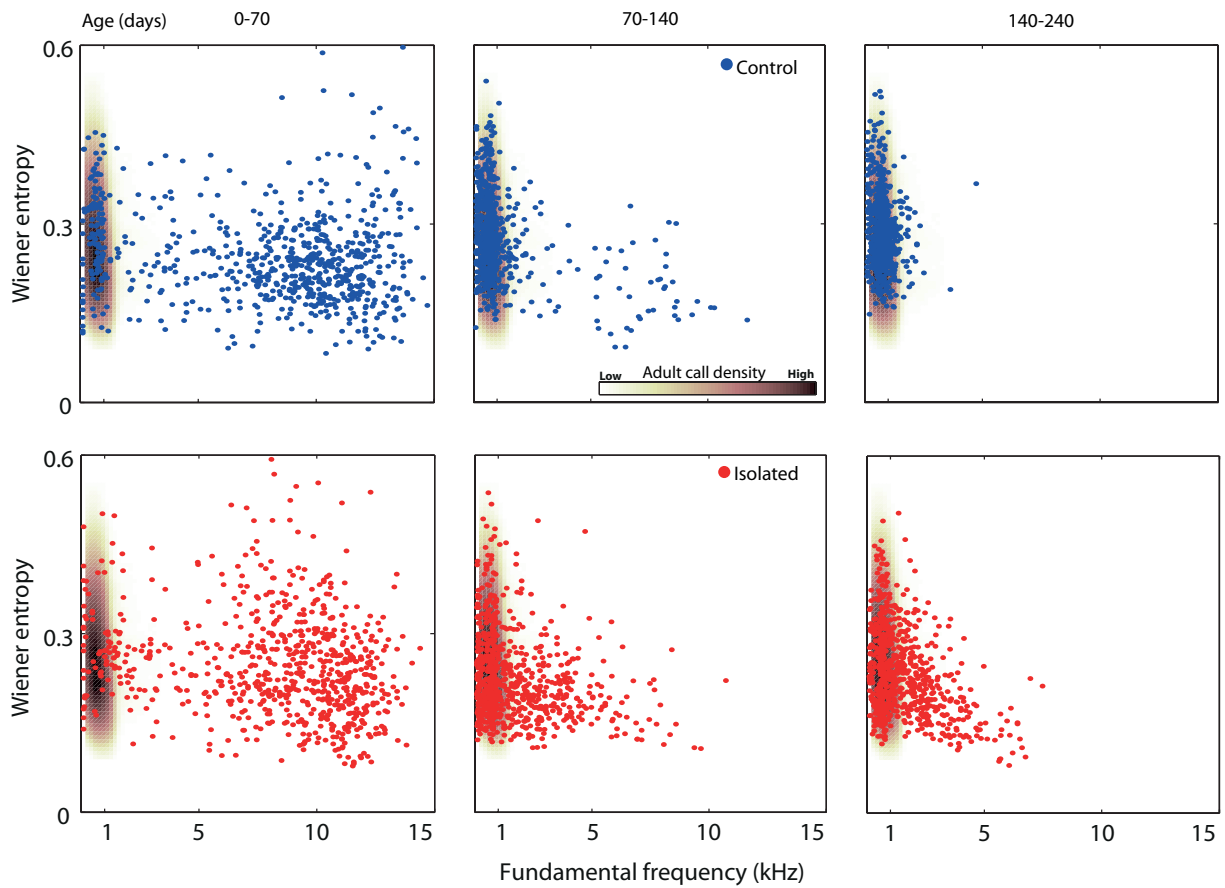 Age (days) 0-70 70-140 140-240
0.6
Control
Wiener entropy
0.3
Low Adult call density High
0
0.6
Isolated
Wiener entropy
0.3
0
1 5 10 15 1 5 10 15 1 5 10 15
Fundamental frequency (kHz)